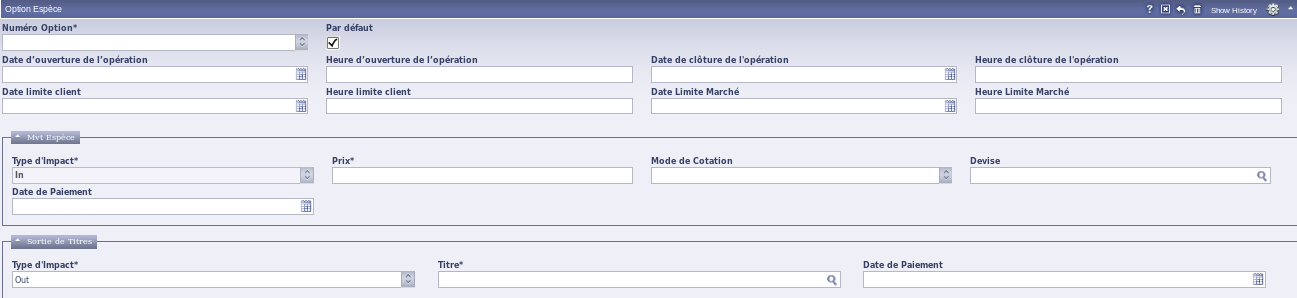 Option Espèce ? Show History
Numéro Option* Par défaut
Date d’ouverture de l’opération Heure d’ouverture de l’opération Date de clôture de l'opération Heure de clôture de l'opération
Date limite client Heure limite client Date Limite Marché Heure Limite Marché
Mvt Espèce
Type d'Impact* Prix* Mode de Cotation Devise
In
Date de Paiement
Sortie de Titres
Type d'Impact* Titre* Date de Paiement
Out